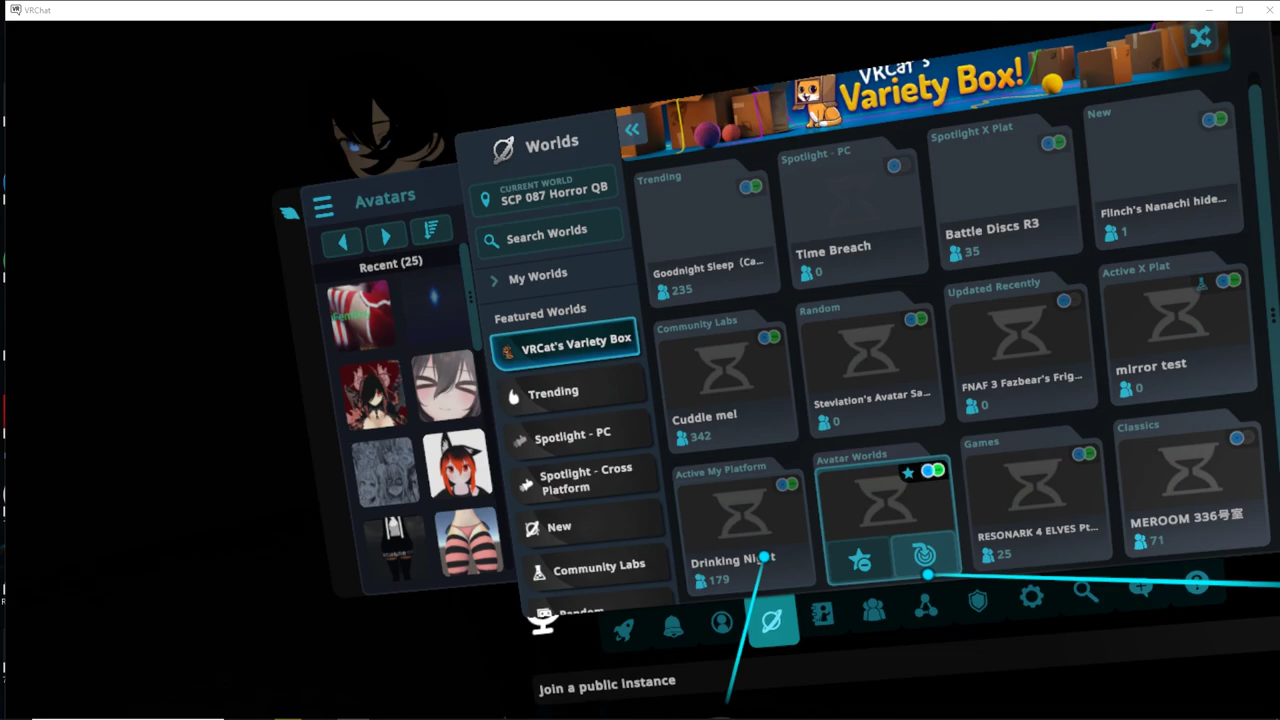 VRChat
VRCat's
Variety Box!
Worlds
CURRENT WORLD
SCP 087 Horror QB
Search Worlds
My Worlds
Featured Worlds
VRCat's Variety Box
Trending
Spotlight - PC
Spotlight - Cross
Platform
New
Community Labs
Random
Avatars
Recent (25)
Trending
Goodnight Sleep (Ca...
235
Spotlight - PC
Time Breach
0
Spotlight X Plat
Battle Discs R3
35
New
Flinch's Nanachi hide...
1
Community Labs
Cuddle me!
342
Random
Steviation's Avatar Sa...
0
Updated Recently
FNAF 3 Fazbear's Frig...
0
Active X Plat
mirror test
0
Active My Platform
Drinking Night
179
Avatar Worlds
Games
RESONARK 4 ELVES Pt...
25
Classics
MEROOM 336号室
71
Join a public instance